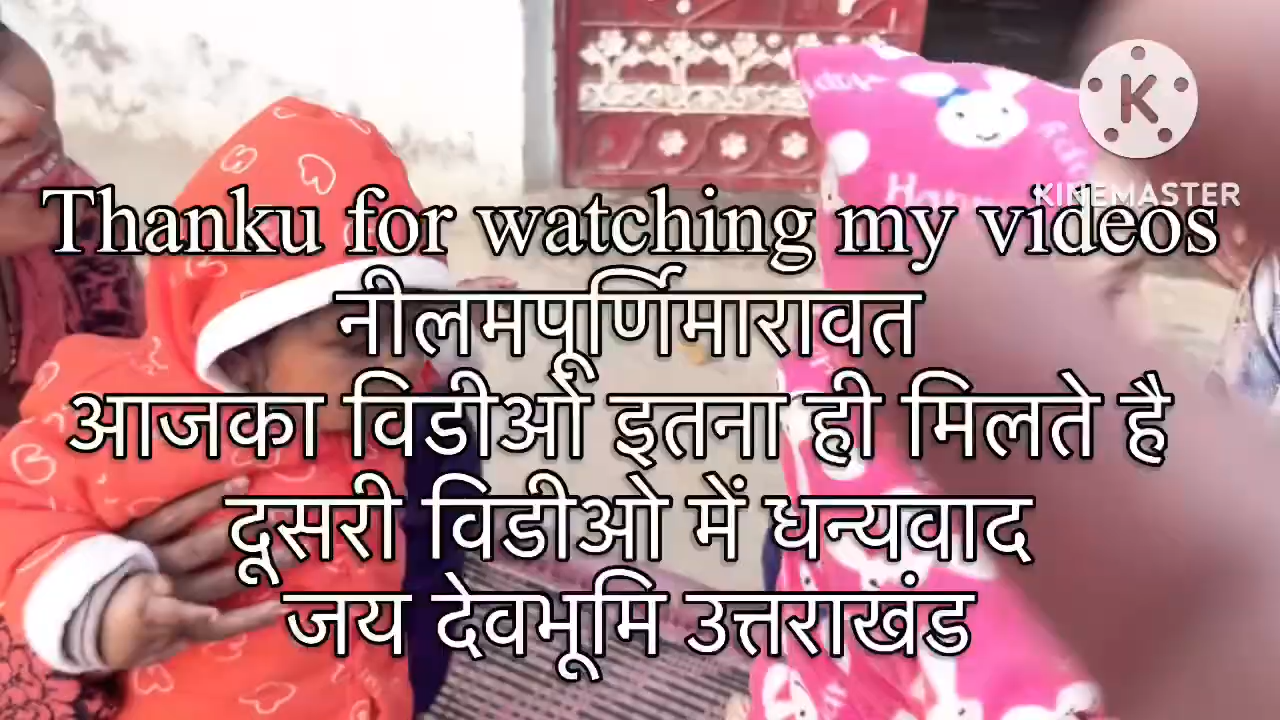 K
KINEMASTER
Thanku for watching my videos
नीलमपूर्णिमारावत
आजका विडीओ इतना ही मिलते है
दूसरी विडीओ में धन्यवाद
जय देवभूमि उत्तराखंड